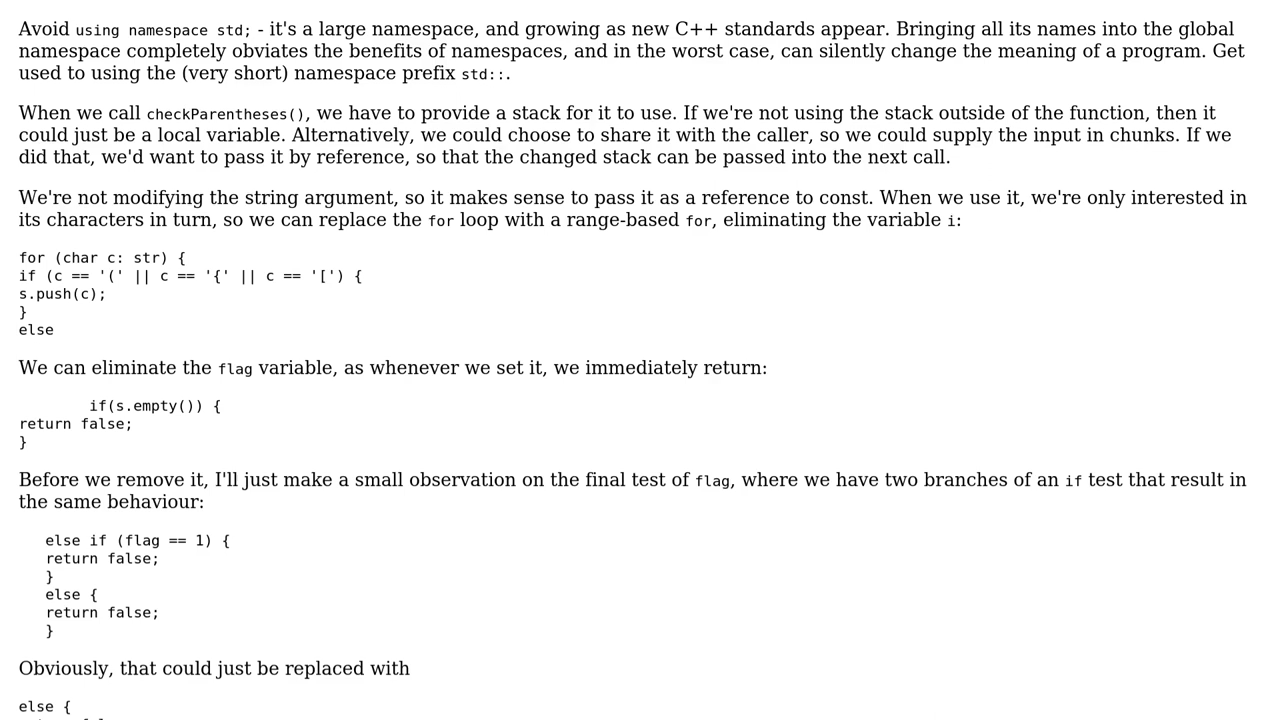 Avoid using namespace std; - it's a large namespace, and growing as new C++ standards appear. Bringing all its names into the global
namespace completely obviates the benefits of namespaces, and in the worst case, can silently change the meaning of a program. Get
used to using the (very short) namespace prefix std::.
When we call checkParentheses(), we have to provide a stack for it to use. If we're not using the stack outside of the function, then it
could just be a local variable. Alternatively, we could choose to share it with the caller, so we could supply the input in chunks. If we
did that, we'd want to pass it by reference, so that the changed stack can be passed into the next call.
We're not modifying the string argument, so it makes sense to pass it as a reference to const. When we use it, we're only interested in
its characters in turn, so we can replace the for loop with a range-based for, eliminating the variable i:
for (char c: str) {
if (c == '(' || c == '{' || c == '[') {
s.push(c);
}
else
We can eliminate the flag variable, as whenever we set it, we immediately return:
if(s.empty()) {
return false;
}
Before we remove it, I'll just make a small observation on the final test of flag, where we have two branches of an if test that result in
the same behaviour:
else if (flag == 1) {
return false;
}
else {
return false;
}
Obviously, that could just be replaced with
else {